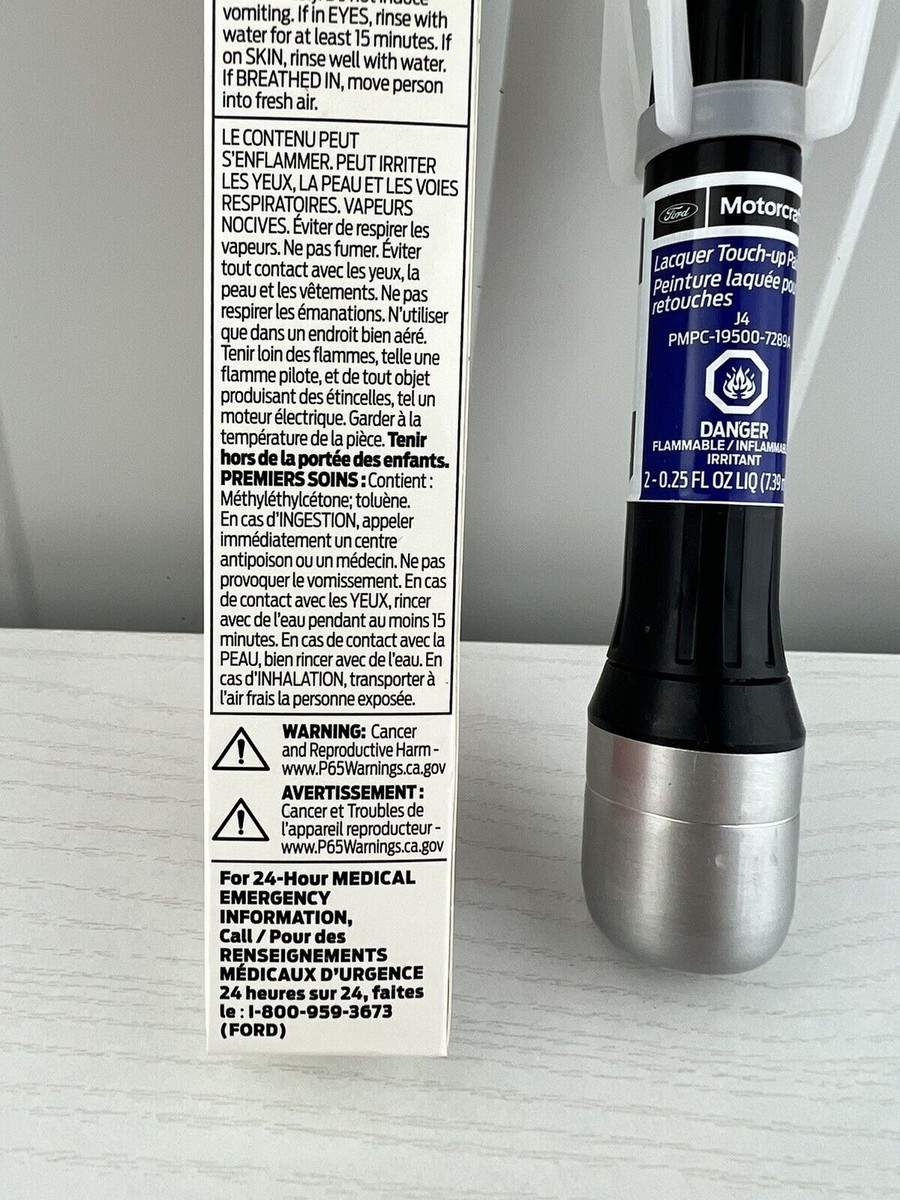 vomiting. If in EYES, rinse with
water for at least 15 minutes. If
on SKIN, rinse well with water.
If BREATHED IN, move person
into fresh air.
LE CONTENU PEUT
S'ENFLAMMER. PEUT IRRITER
LES YEUX, LA PEAU ET LES VOIES
RESPIRATOIRES. VAPEURS
NOCIVES. Éviter de respirer les
vapeurs. Ne pas fumer. Éviter
tout contact avec les yeux, la
peau et les vêtements. Ne pas
respirer les émanations. N'utiliser
que dans un endroit bien aéré.
Tenir loin des flammes, telle une
flamme pilote, et de tout objet
produisant des étincelles, tel un
moteur électrique. Garder à la
température de la pièce. Tenir
hors de la portée des enfants.
PREMIERS SOINS : Contient :
Méthyléthylcétone; toluène.
En cas d'INGESTION, appeler
immédiatement un centre
antipoison ou un médecin. Ne pas
provoquer le vomissement. En cas
de contact avec les YEUX, rincer
avec de l'eau pendant au moins 15
minutes. En cas de contact avec la
PEAU, bien rincer avec de l'eau. En
cas d'INHALATION, transporter à
l'air frais la personne exposée.
WARNING: Cancer
and Reproductive Harm -
www.P65Warnings.ca.gov
AVERTISSEMENT :
Cancer et Troubles de
l'appareil reproducteur -
www.P65Warnings.ca.gov
For 24-Hour MEDICAL
EMERGENCY
INFORMATION,
Call / Pour des
RENSEIGNEMENTS
MÉDICAUX D'URGENCE
24 heures sur 24, faites
le : 1-800-959-3673
(FORD)
Ford Motorcra
Lacquer Touch-up Pa
Peinture laquée pou
retouches
J4
PMPC-19500-7289A
DANGER
FLAMMABLE / INFLAMMAB
IRRITANT
2 - 0.25 FL OZ LIQ (7.39